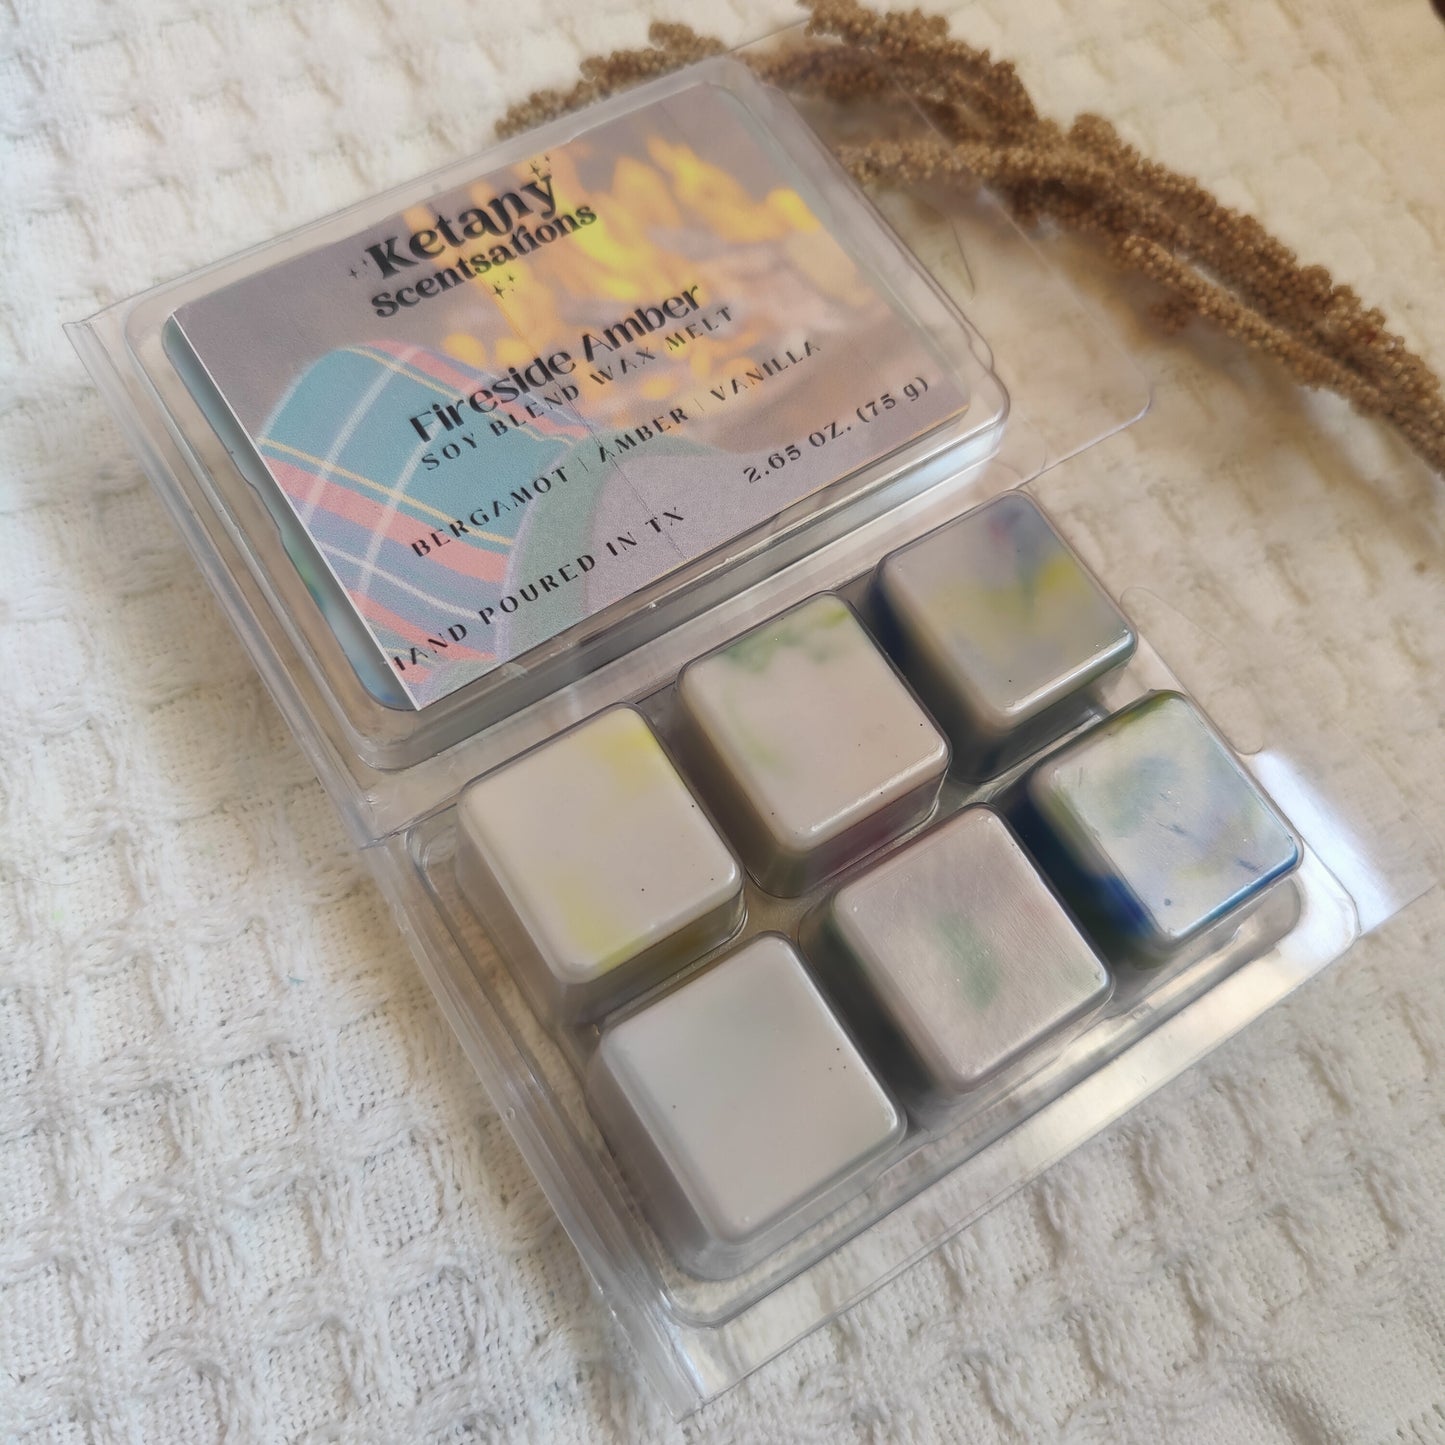 Ketany
Scentsations
Fireside Amber
SOY BLEND WAX MELT
BERGAMOT | AMBER | VANILLA
HAND POURED IN TX
2.65 OZ. (75 g)